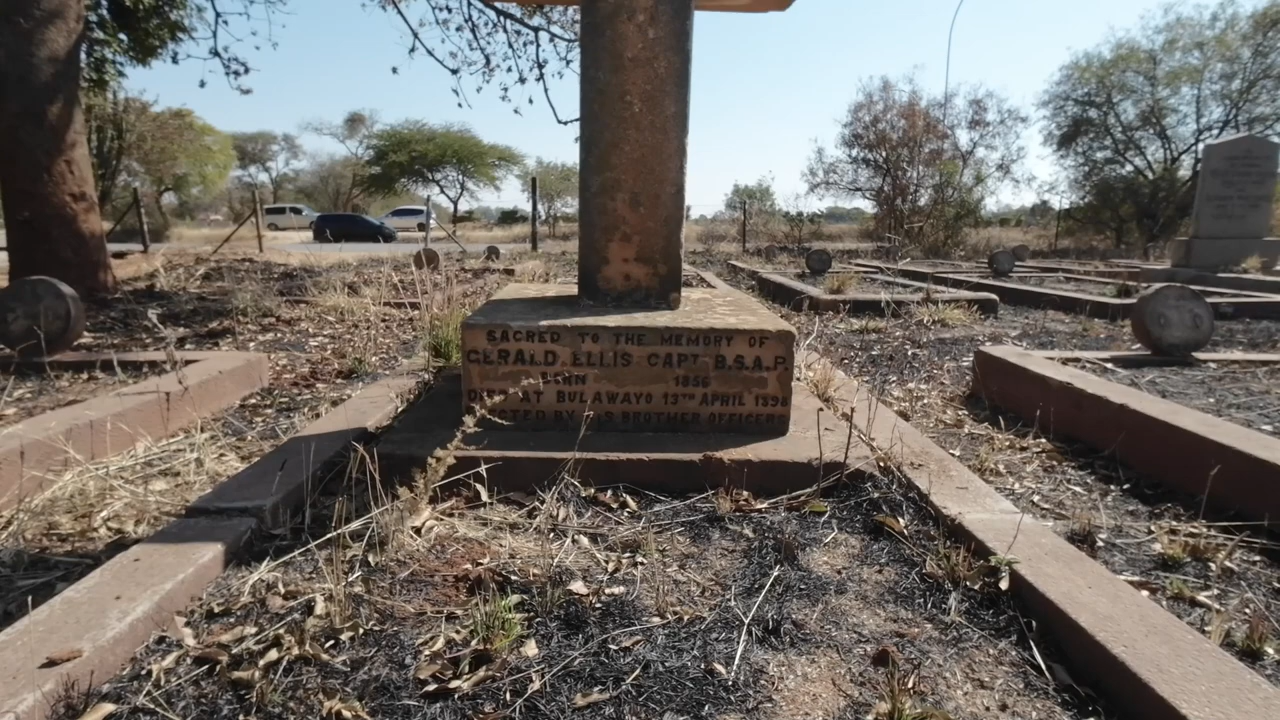 SACRED TO THE MEMORY OF
GERALD ELLIS CAPT B.S.A.P.
BORN 1856
DIED AT BULAWAYO 13TH APRIL 1898
ERECTED BY HIS BROTHER OFFICERS